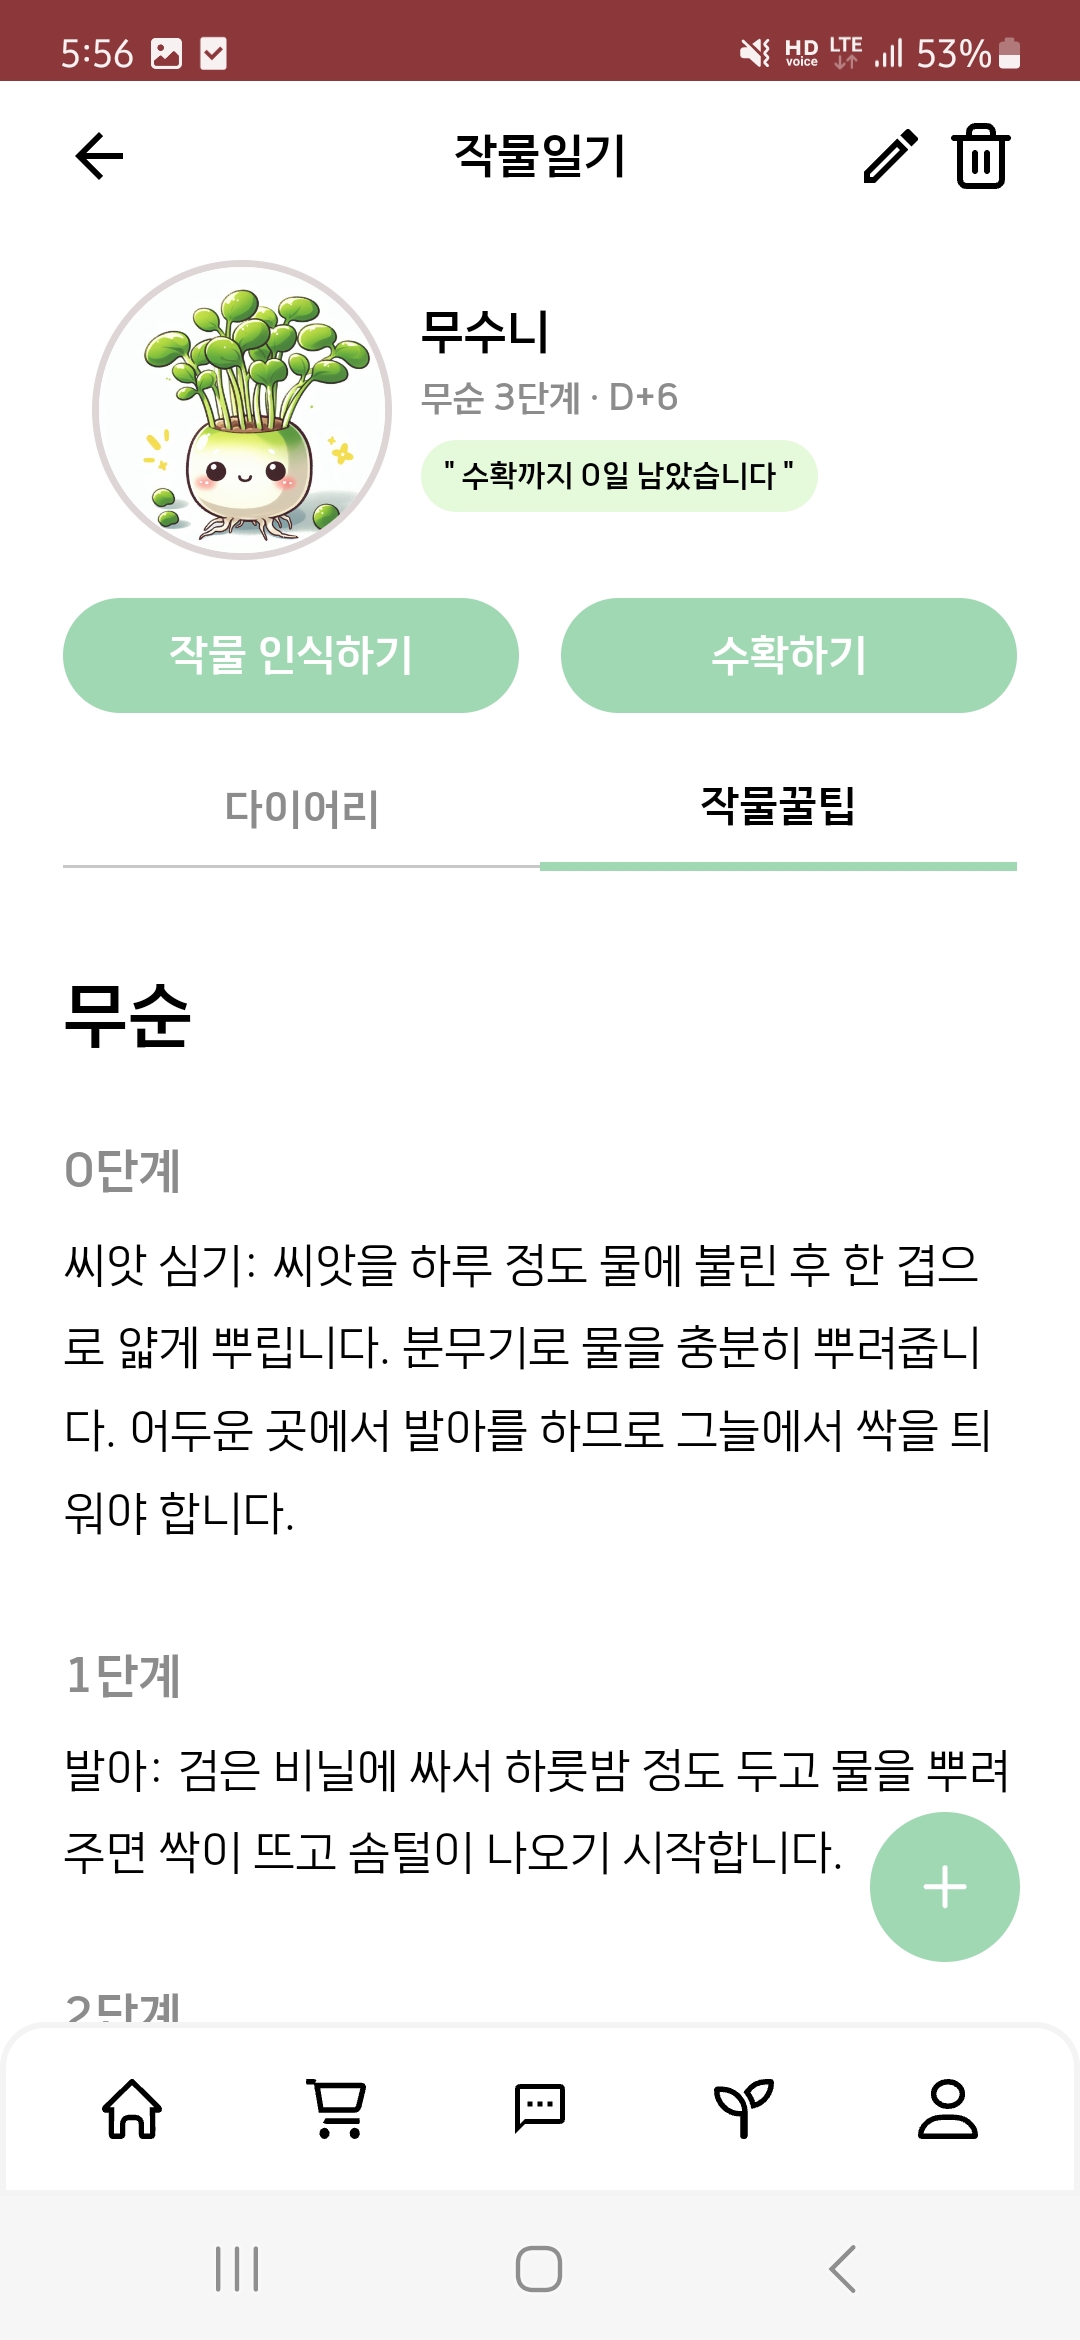 5:56 HD voice LTE 53%
작물일기
무수니
무순 3단계 · D+6
" 수확까지 0일 남았습니다 "
작물 인식하기 수확하기
다이어리 작물꿀팁
무순
0단계
씨앗 심기: 씨앗을 하루 정도 물에 불린 후 한 겹으
로 얇게 뿌립니다. 분무기로 물을 충분히 뿌려줍니
다. 어두운 곳에서 발아를 하므로 그늘에서 싹을 틔
워야 합니다.
1단계
발아: 검은 비닐에 싸서 하룻밤 정도 두고 물을 뿌려
주면 싹이 뜨고 솜털이 나오기 시작합니다.
2단계